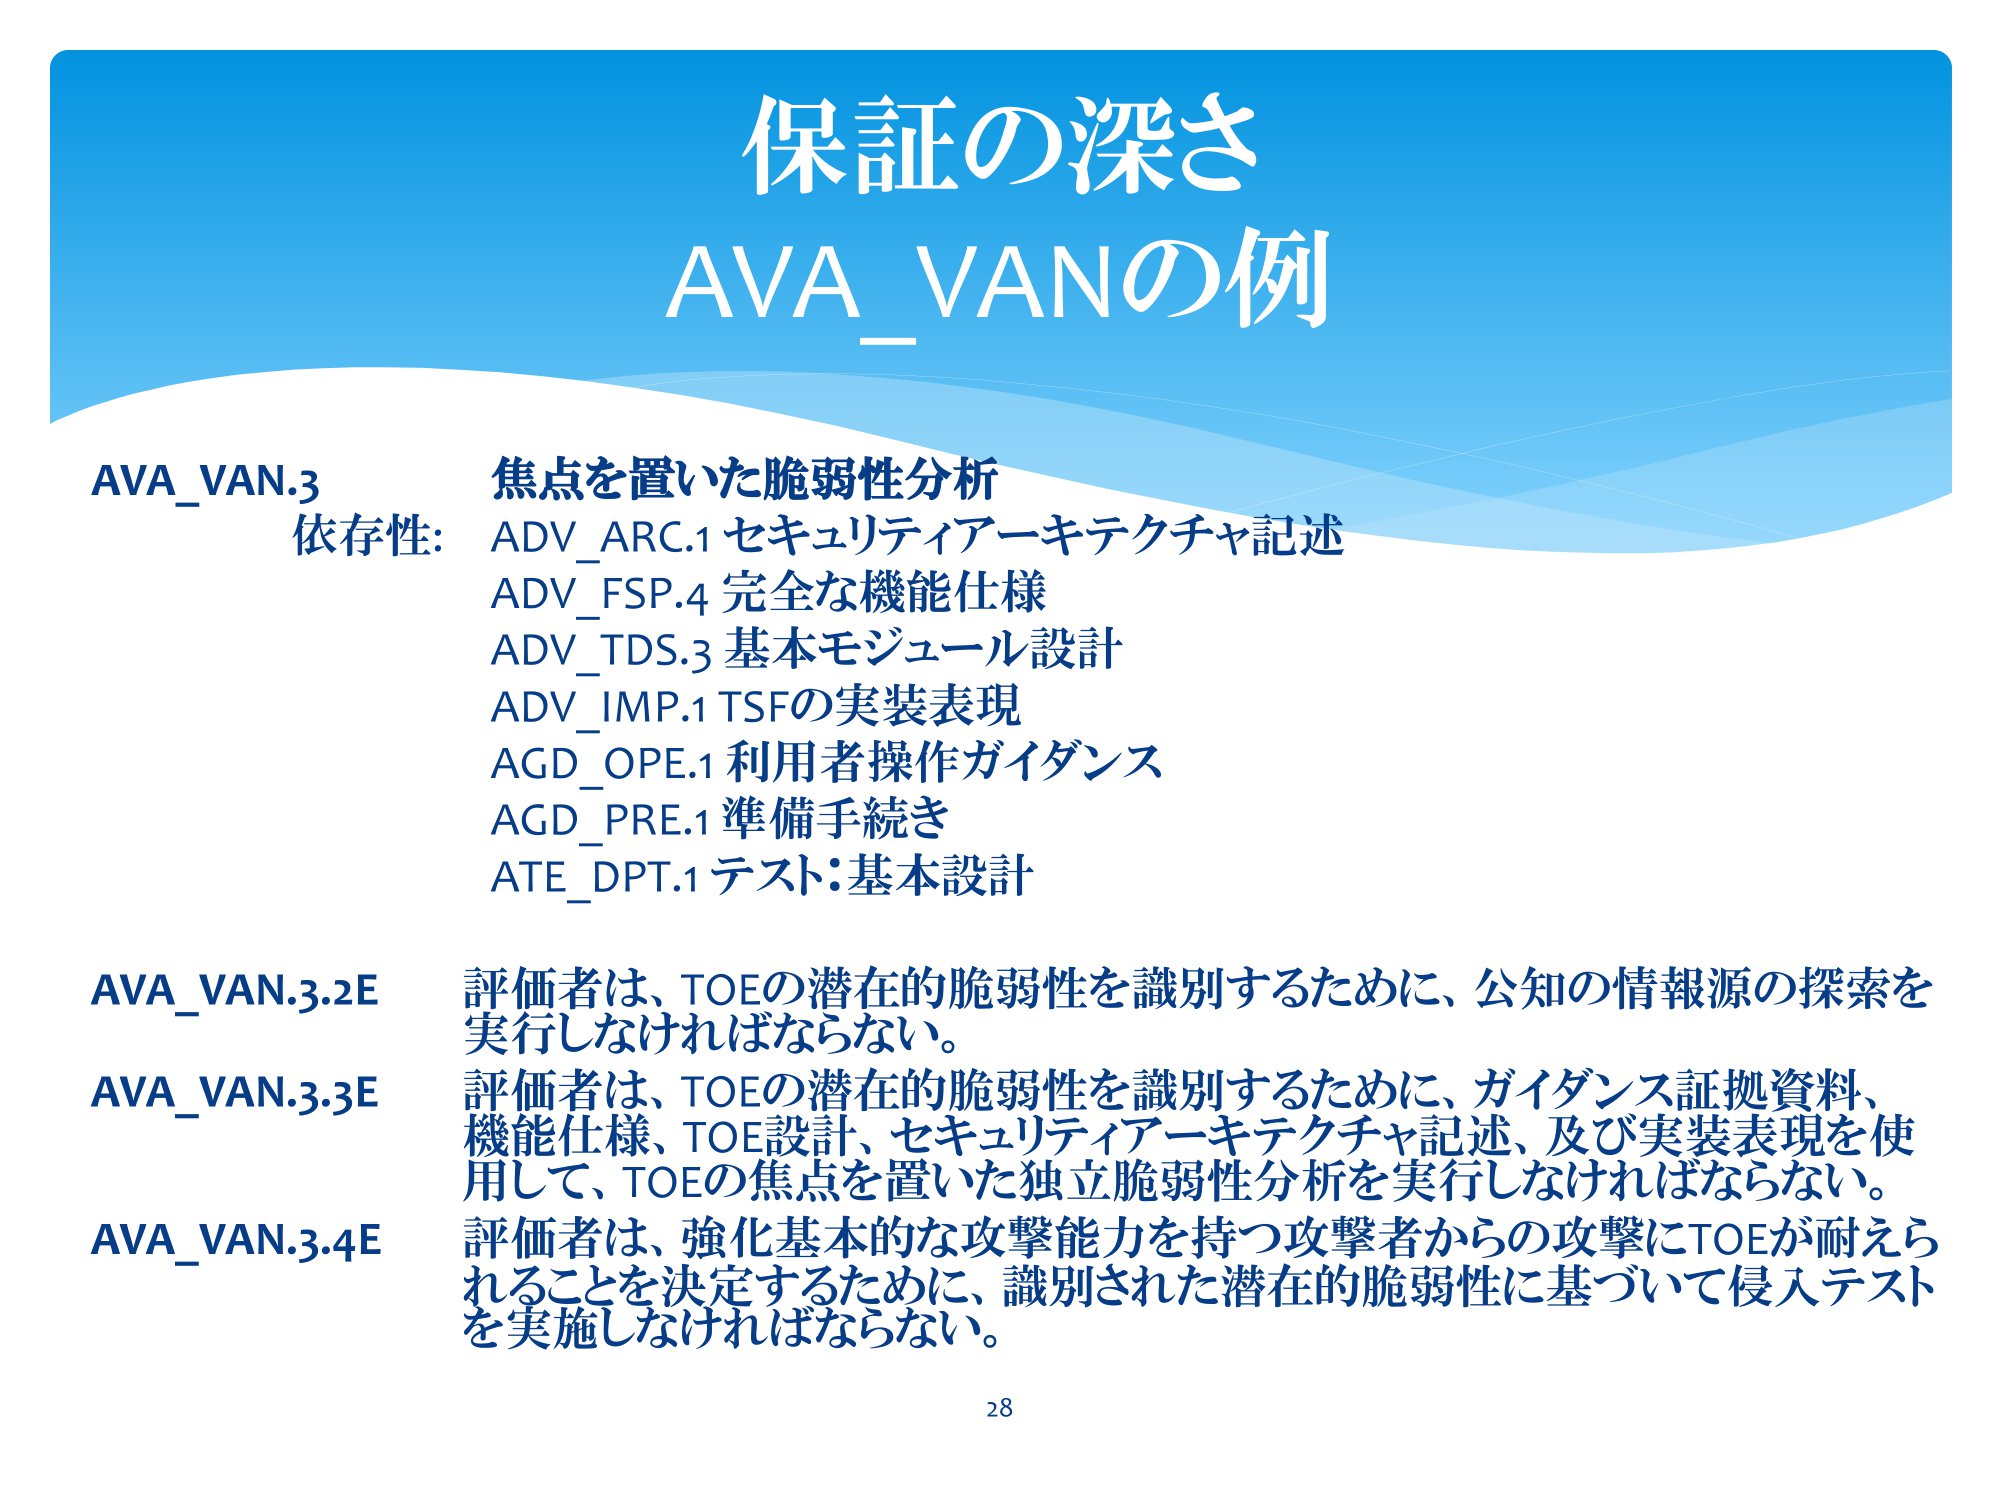 保証の深さ
AVA_VANの例
AVA_VAN.3 焦点を置いた脆弱性分析
依存性: ADV_ARC.1 セキュリティアーキテクチャ記述
ADV_FSP.4 完全な機能仕様
ADV_TDS.3 基本モジュール設計
ADV_IMP.1 TSFの実装表現
AGD_OPE.1 利用者操作ガイダンス
AGD_PRE.1 準備手続き
ATE_DPT.1 テスト：基本設計
AVA_VAN.3.2E 評価者は、TOEの潜在的脆弱性を識別するために、公知の情報源の探索を
実行しなければならない。
AVA_VAN.3.3E 評価者は、TOEの潜在的脆弱性を識別するために、ガイダンス証拠資料、
機能仕様、TOE設計、セキュリティアーキテクチャ記述、及び実装表現を使
用して、TOEの焦点を置いた独立脆弱性分析を実行しなければならない。
AVA_VAN.3.4E 評価者は、強化基本的な攻撃能力を持つ攻撃者からの攻撃にTOEが耐えら
れることを決定するために、識別された潜在的脆弱性に基づいて侵入テスト
を実施しなければならない。
28